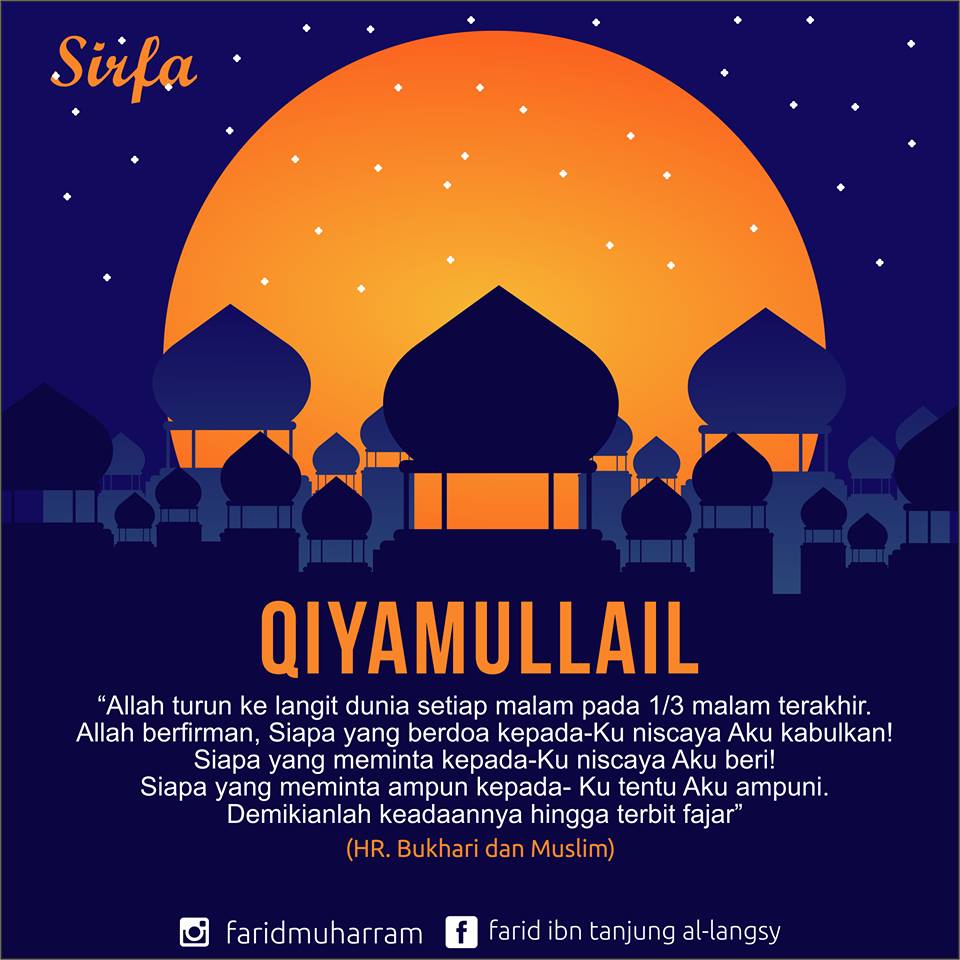 Sirfa
QIYAMULLAIL
“Allah turun ke langit dunia setiap malam pada 1/3 malam terakhir.
Allah berfirman, Siapa yang berdoa kepada-Ku niscaya Aku kabulkan!
Siapa yang meminta kepada-Ku niscaya Aku beri!
Siapa yang meminta ampun kepada- Ku tentu Aku ampuni.
Demikianlah keadaannya hingga terbit fajar”
(HR. Bukhari dan Muslim)
faridmuharram farid ibn tanjung al-langsy